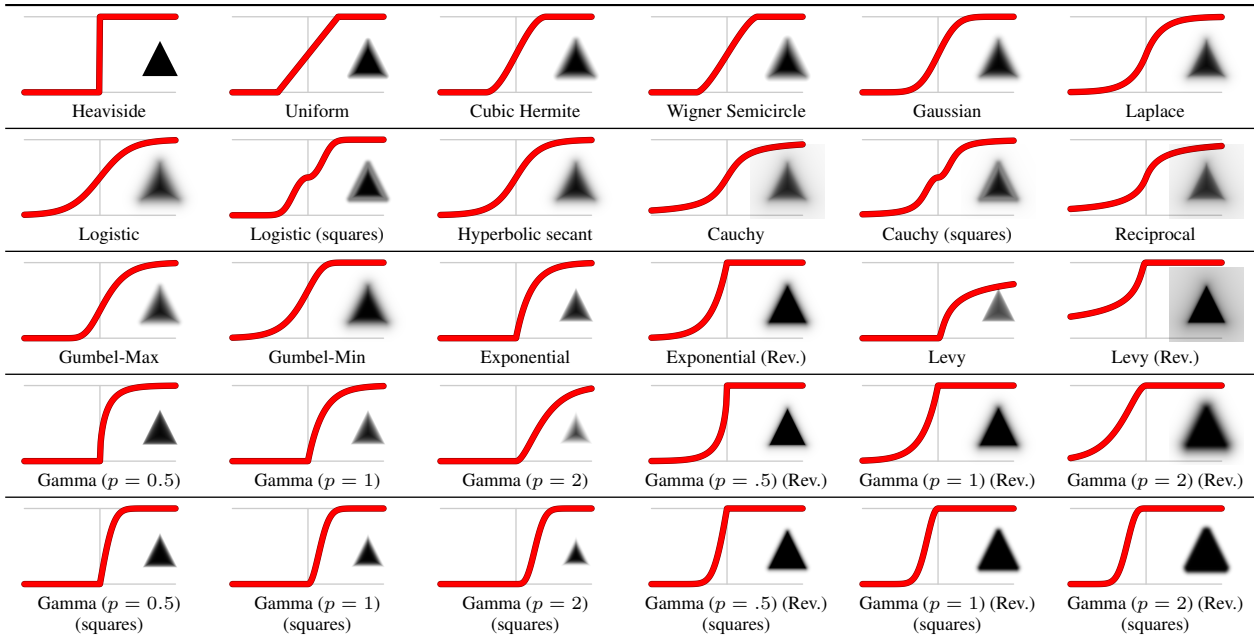 Heaviside Uniform Cubic Hermite Wigner Semicircle Gaussian Laplace
Logistic Logistic (squares) Hyperbolic secant Cauchy Cauchy (squares) Reciprocal
Gumbel-Max Gumbel-Min Exponential Exponential (Rev.) Levy Levy (Rev.)
Gamma (p = 0.5) Gamma (p = 1) Gamma (p = 2) Gamma (p = .5) (Rev.) Gamma (p = 1) (Rev.) Gamma (p = 2) (Rev.)
Gamma (p = 0.5) Gamma (p = 1) Gamma (p = 2) Gamma (p = .5) (Rev.) Gamma (p = 1) (Rev.) Gamma (p = 2) (Rev.)
(squares) (squares) (squares) (squares) (squares) (squares)